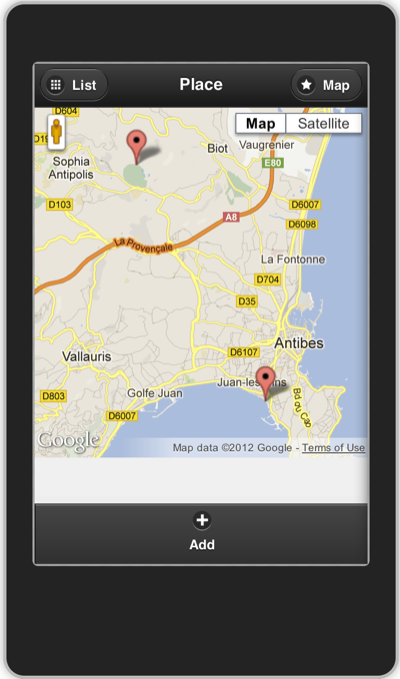 List
Place
Map
D604
Map
Satellite
Biot
Vaugrenier
Sophia
Antipolis
E80
D103
D6007
A8
D6098
La Provençale
La Fontonne
D704
D35
Antibes
D6107
Vallauris
Juan-les-Pins
Golfe Juan
D803
D6007
Bd du Cap
Google
Map data ©2012 Google - Terms of Use
Add